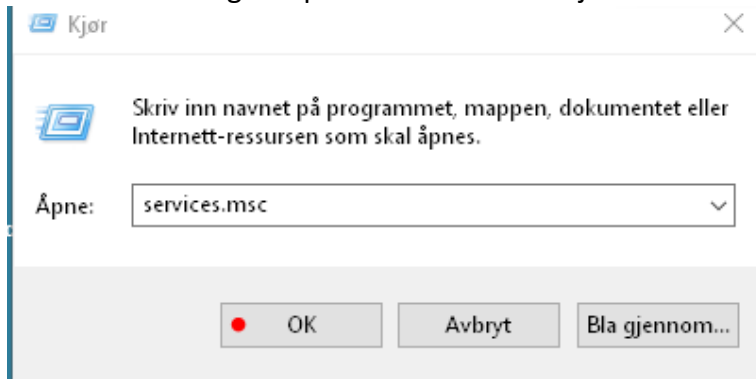 Kjør
Skriv inn navnet på programmet, mappen, dokumentet eller
Internett-ressursen som skal åpnes.
Åpne: services.msc
OK Avbryt Bla gjennom...